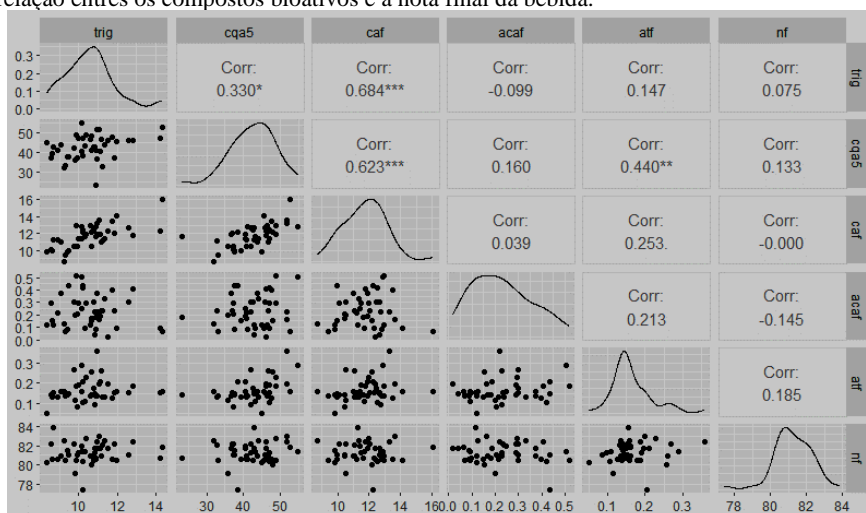 relação entres os compostos bioativos e a nota final da bebida.
trig cqa5 caf acaf atf nf
0.3 Corr: Corr: Corr: Corr: Corr: trig
0.2
0.1 0.330* 0.684*** -0.099 0.147 0.075
0.0
50 Corr: Corr: Corr: Corr: cqa5
40 0.623*** 0.160 0.440** 0.133
30
16 Corr: Corr: Corr: caf
14
12 0.039 0.253. -0.000
10
0.5 Corr: Corr: acaf
0.4
0.3 0.213 -0.145
0.2
0.1
0.0
0.3 Corr: atf
0.2 0.185
0.1
84 nf
82
80
78
10 12 14 30 40 50 10 12 14 16 0.0 0.1 0.2 0.3 0.4 0.5 0.1 0.2 0.3 78 80 82 84